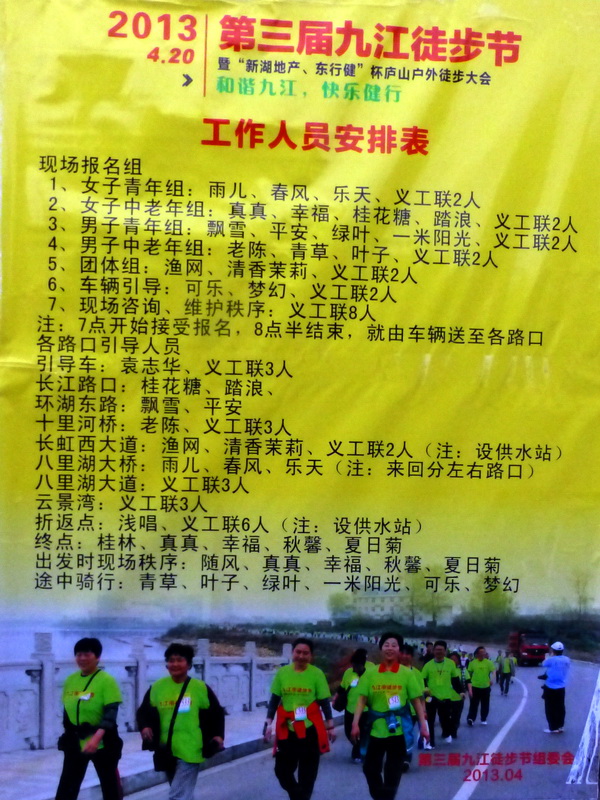 2013
4.20
第三届九江徒步节
暨“新湖地产、东行健”杯庐山户外徒步大会
和谐九江，快乐健行
工作人员安排表
现场报名组
1、女子青年组：雨儿、春风、乐天、义工联2人
2、女子中老年组：真真、幸福、桂花糖、踏浪、义工联2人
3、男子青年组：飘雪、平安、绿叶、一米阳光、义工联2人
4、男子中老年组：老陈、青草、叶子、义工联2人
5、团体组：渔网、清香茉莉、义工联2人
6、车辆引导：可乐、梦幻、义工联2人
7、现场咨询、维护秩序：义工联8人
注：7点开始接受报名，8点半结束，就由车辆送至各路口
各路口引导人员
引导车：袁志华、义工联3人
长江路口：桂花糖、踏浪、
环湖东路：飘雪、平安
十里河桥：老陈、义工联3人
长虹西大道：渔网、清香茉莉、义工联2人（注：设供水站）
八里湖大桥：雨儿、春风、乐天（注：来回分左右路口）
八里湖大道：义工联3人
云景湾：义工联3人
折返点：浅唱、义工联6人（注：设供水站）
终点：桂林、真真、幸福、秋馨、夏日菊
出发时现场秩序：随风、真真、幸福、秋馨、夏日菊
途中骑行：青草、叶子、绿叶、一米阳光、可乐、梦幻
第三届九江徒步节组委会
2013.04